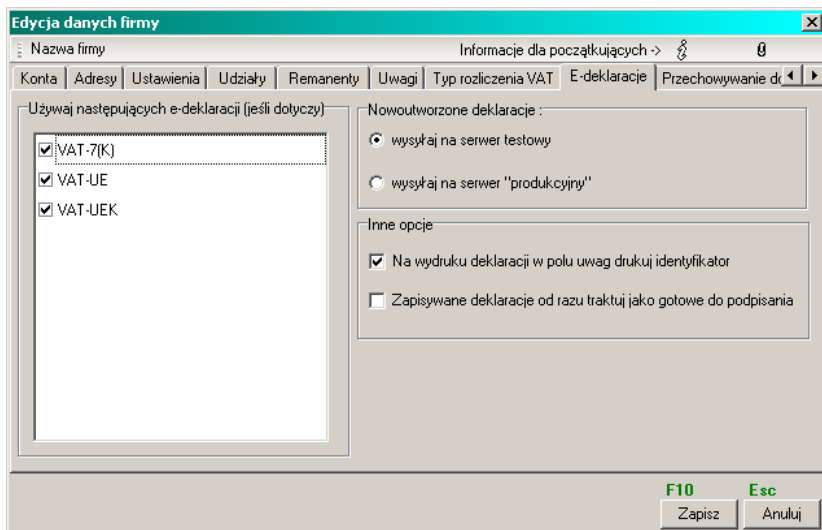 Edycja danych firmy
Nazwa firmy Informacje dla początkujących ->
Konta Adresy Ustawienia Udziały Remanenty Uwagi Typ rozliczenia VAT E-deklaracje Przechowywanie do
Używaj następujących e-deklaracji (jeśli dotyczy)
VAT-7(K)
VAT-UE
VAT-UEK
Nowoutworzone deklaracje :
wysyłaj na serwer testowy
wysyłaj na serwer "produkcyjny"
Inne opcje
Na wydruku deklaracji w polu uwag drukuj identyfikator
Zapisywane deklaracje od razu traktuj jako gotowe do podpisania
F10 Esc
Zapisz Anuluj